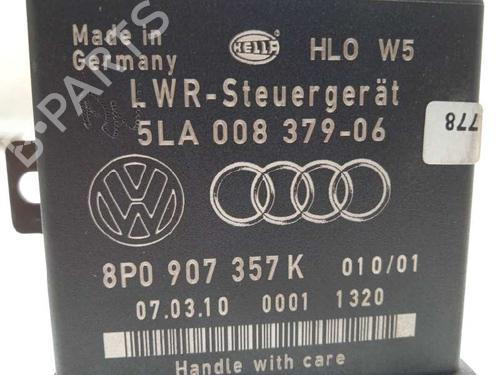 Made in
Germany
HELLA
HLO W5
LWR-Steuergerät
5LA 008 379-06
778
8P0 907 357 K 010/01
07.03.10 0001 1320
Handle with care
B-PARTS